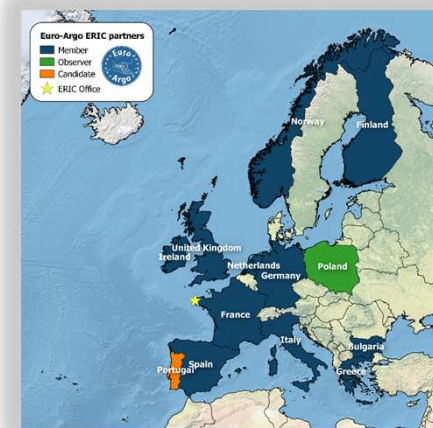 Euro-Argo ERIC partners
Member
Observer
Candidate
ERIC Office
Euro-
Argo
Norway
Finland
United Kingdom
Ireland
Netherlands
Germany
Poland
France
Italy
Bulgaria
Portugal
Spain
Greece